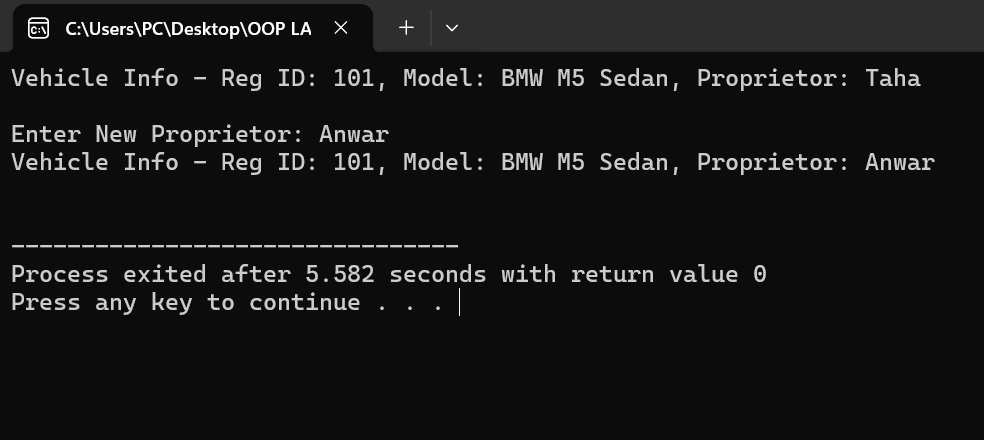 C:\Users\PC\Desktop\OOP LA
Vehicle Info - Reg ID: 101, Model: BMW M5 Sedan, Proprietor: Taha
Enter New Proprietor: Anwar
Vehicle Info - Reg ID: 101, Model: BMW M5 Sedan, Proprietor: Anwar
--------------------------------
Process exited after 5.582 seconds with return value 0
Press any key to continue . . .